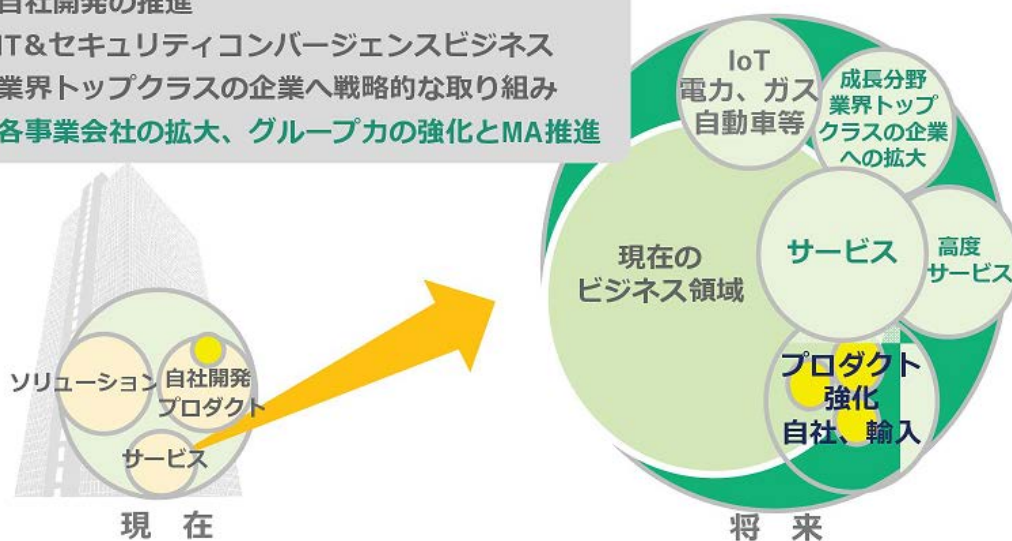 自社開発の推進
IT&セキュリティコンバージェンスビジネス
業界トップクラスの企業へ戦略的な取り組み
各事業会社の拡大、グループ力の強化とMA推進
IoT
電力、ガス
自動車等
成長分野
業界トップ
クラスの企業
への拡大
現在の
ビジネス領域
サービス
高度
サービス
プロダクト
強化
自社、輸入
ソリューション
自社開発
プロダクト
サービス
現 在
将 来